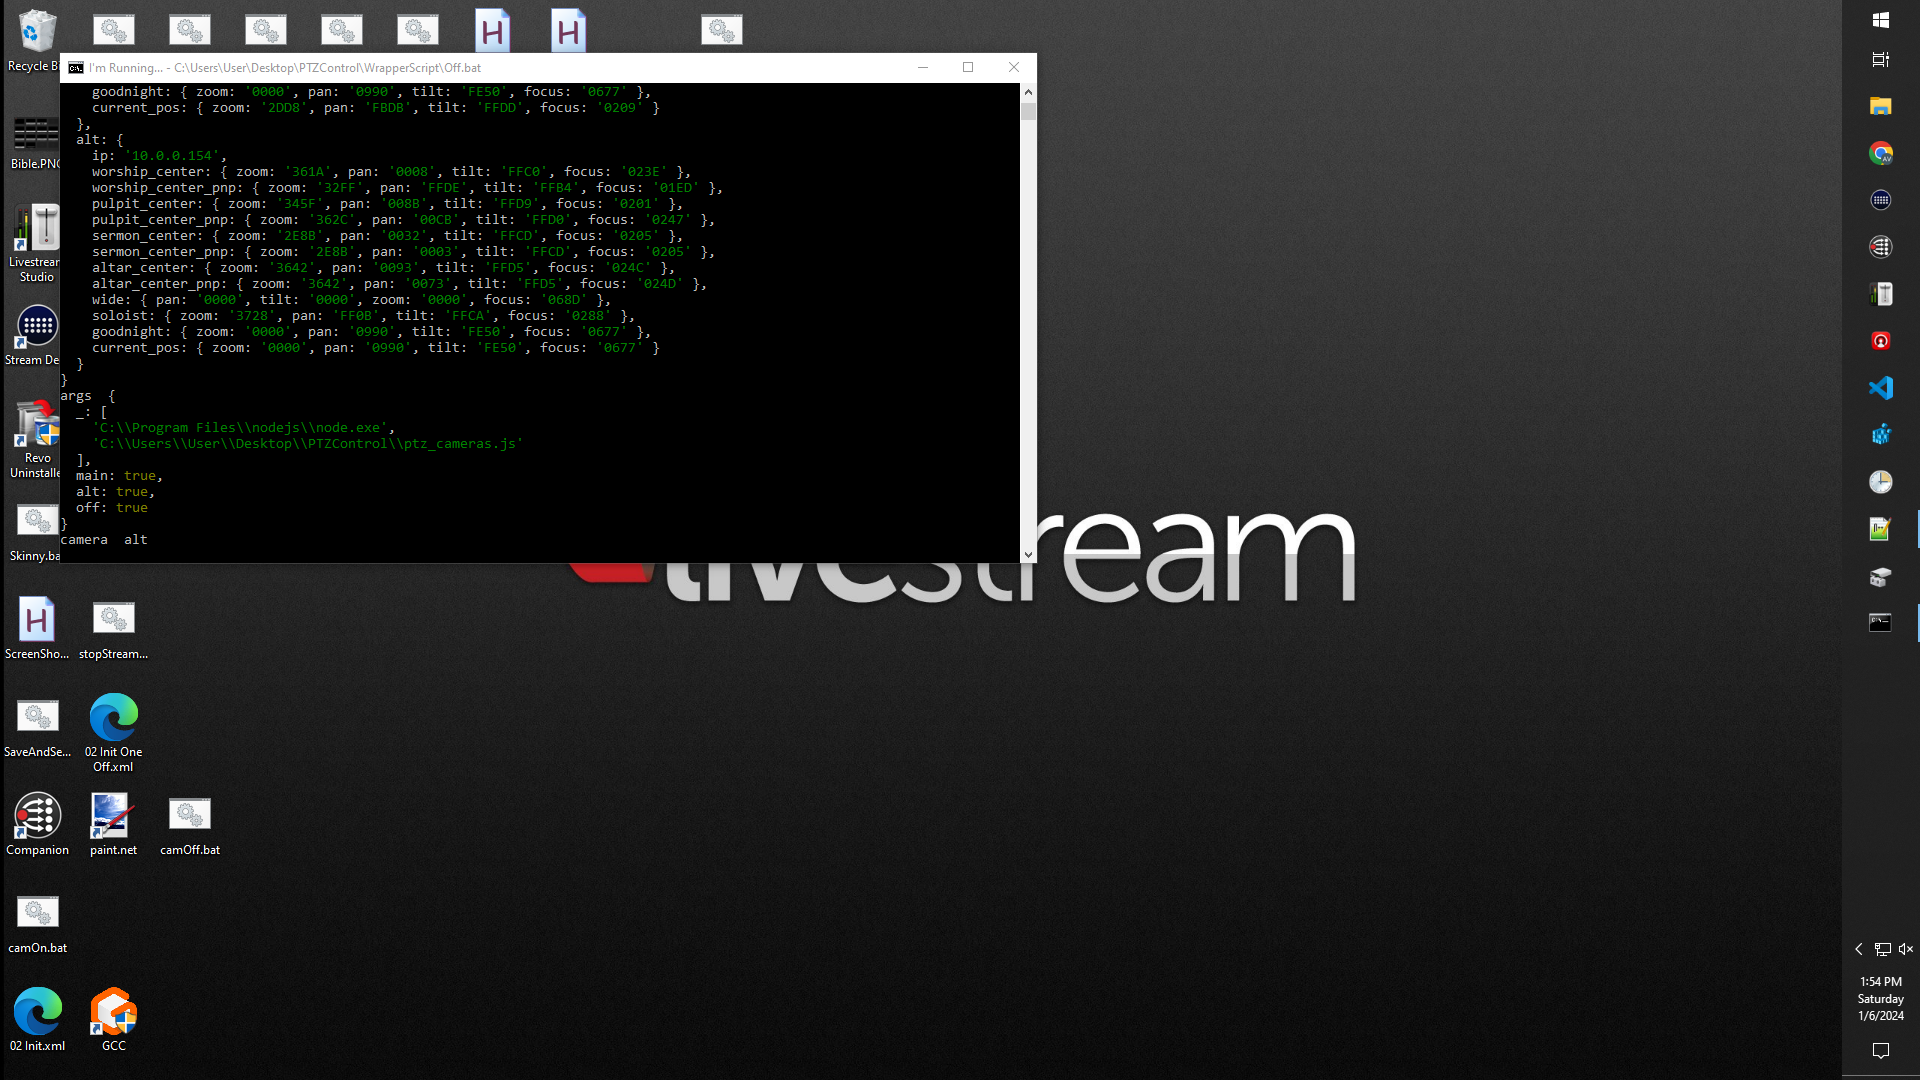 Recycle Bi
I'm Running... - C:\Users\User\Desktop\PTZControl\WrapperScript\Off.bat
goodnight: { zoom: '0000', pan: '0990', tilt: 'FE50', focus: '0677' },
current_pos: { zoom: '2DD8', pan: 'FBDB', tilt: 'FFDD', focus: '0209' }
},
alt: {
ip: '10.0.0.154',
worship_center: { zoom: '361A', pan: '0008', tilt: 'FFC0', focus: '023E' },
worship_center_pnp: { zoom: '32FF', pan: 'FFDE', tilt: 'FFB4', focus: '01ED' },
pulpit_center: { zoom: '345F', pan: '008B', tilt: 'FFD9', focus: '0201' },
pulpit_center_pnp: { zoom: '362C', pan: '00CB', tilt: 'FFD0', focus: '0247' },
sermon_center: { zoom: '2E8B', pan: '0032', tilt: 'FFCD', focus: '0205' },
sermon_center_pnp: { zoom: '2E8B', pan: '0003', tilt: 'FFCD', focus: '0205' },
altar_center: { zoom: '3642', pan: '0093', tilt: 'FFD5', focus: '024C' },
altar_center_pnp: { zoom: '3642', pan: '0073', tilt: 'FFD5', focus: '024D' },
wide: { pan: '0000', tilt: '0000', zoom: '0000', focus: '068D' },
soloist: { zoom: '3728', pan: 'FF0B', tilt: 'FFCA', focus: '0288' },
goodnight: { zoom: '0000', pan: '0990', tilt: 'FE50', focus: '0677' },
current_pos: { zoom: '0000', pan: '0990', tilt: 'FE50', focus: '0677' }
}
}
args  {
_: [
'C:\\Program Files\\nodejs\\node.exe',
'C:\\Users\\User\\Desktop\\PTZControl\\ptz_cameras.js'
],
main: true,
alt: true,
off: true
}
camera  alt
livestream
Bible.PNG
Livestream
Studio
Stream De
Revo
Uninstalle
Skinny.ba
ScreenSho...
stopStream...
SaveAndSe...
02 Init One
Off.xml
Companion
paint.net
camOff.bat
camOn.bat
02 Init.xml
GCC
1:54 PM
Saturday
1/6/2024